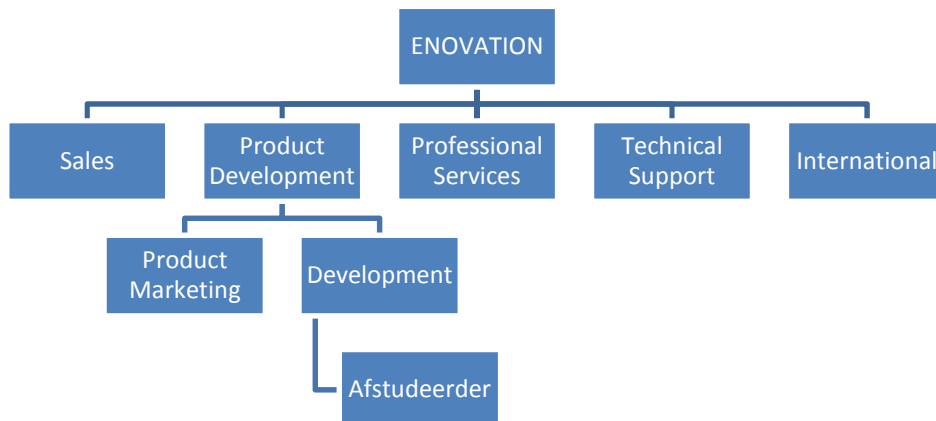 ENOVATION
Sales
Product
Development
Professional
Services
Technical
Support
International
Product
Marketing
Development
Afstudeerder